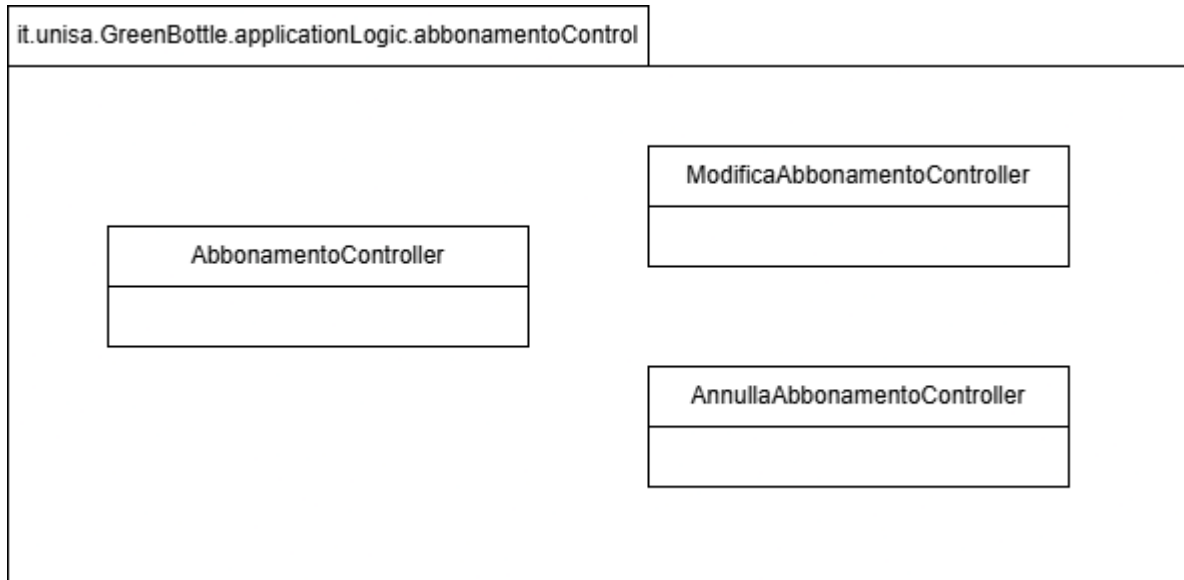 it.unisa.GreenBottle.applicationLogic.abbonamentoControl
ModificaAbbonamentoController
AbbonamentoController
AnnullaAbbonamentoController